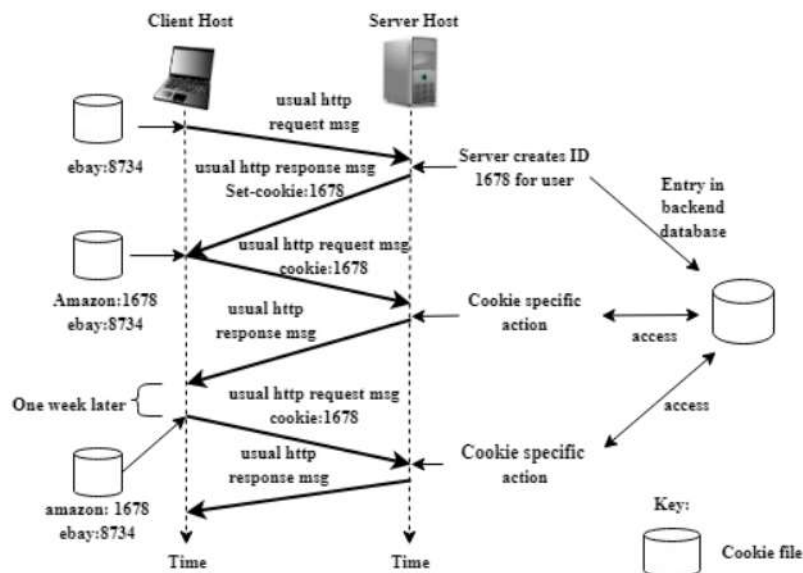 Client Host
Server Host
usual http
request msg
ebay:8734
usual http response msg
Set-cookie:1678
Server creates ID
1678 for user
Entry in
backend
database
usual http request msg
cookie:1678
Amazon:1678
ebay:8734
usual http
response msg
Cookie specific
action
access
One week later
usual http request msg
cookie:1678
access
usual http
response msg
Cookie specific
action
amazon: 1678
ebay:8734
Key:
Cookie file
Time
Time